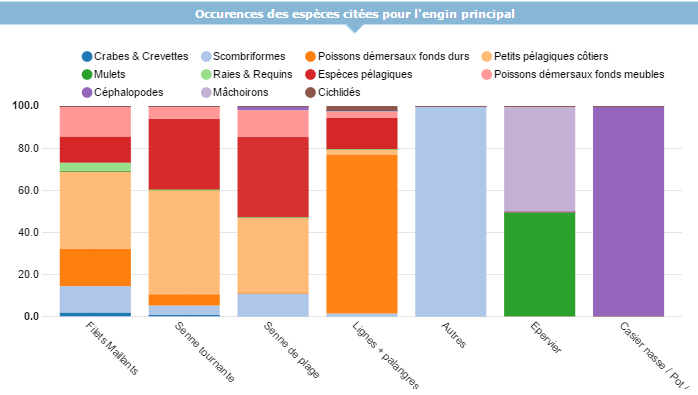 Occurences des espèces citées pour l'engin principal
Crabes & Crevettes Scombriformes Poissons démersaux fonds durs Petits pélagiques côtiers
Mulets Raies & Requins Espèces pélagiques Poissons démersaux fonds meubles
Céphalopodes Mâchoirons Cichlidés
100.0
80.0
60.0
40.0
20.0
0.0
Filets Maillants
Senne tournante
Senne de plage
Lignes + palangres
Autres
Epervier
Casier nasse / Pot /